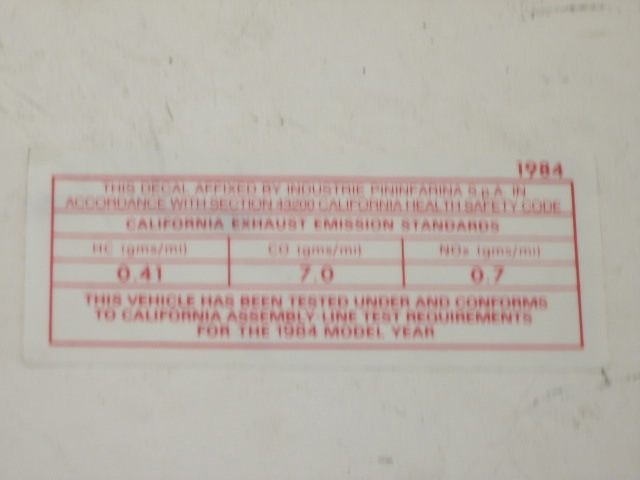 1984
THIS DECAL AFFIXED BY INDUSTRIE PININFARINA S.p.A. IN
ACCORDANCE WITH SECTION 43200 CALIFORNIA HEALTH SAFETY CODE
CALIFORNIA EXHAUST EMISSION STANDARDS
HC (gms/mi) CO (gms/mi) NOx (gms/mi)
0.41 7.0 0.7
THIS VEHICLE HAS BEEN TESTED UNDER AND CONFORMS
TO CALIFORNIA ASSEMBLY LINE TEST REQUIREMENTS
FOR THE 1984 MODEL YEAR